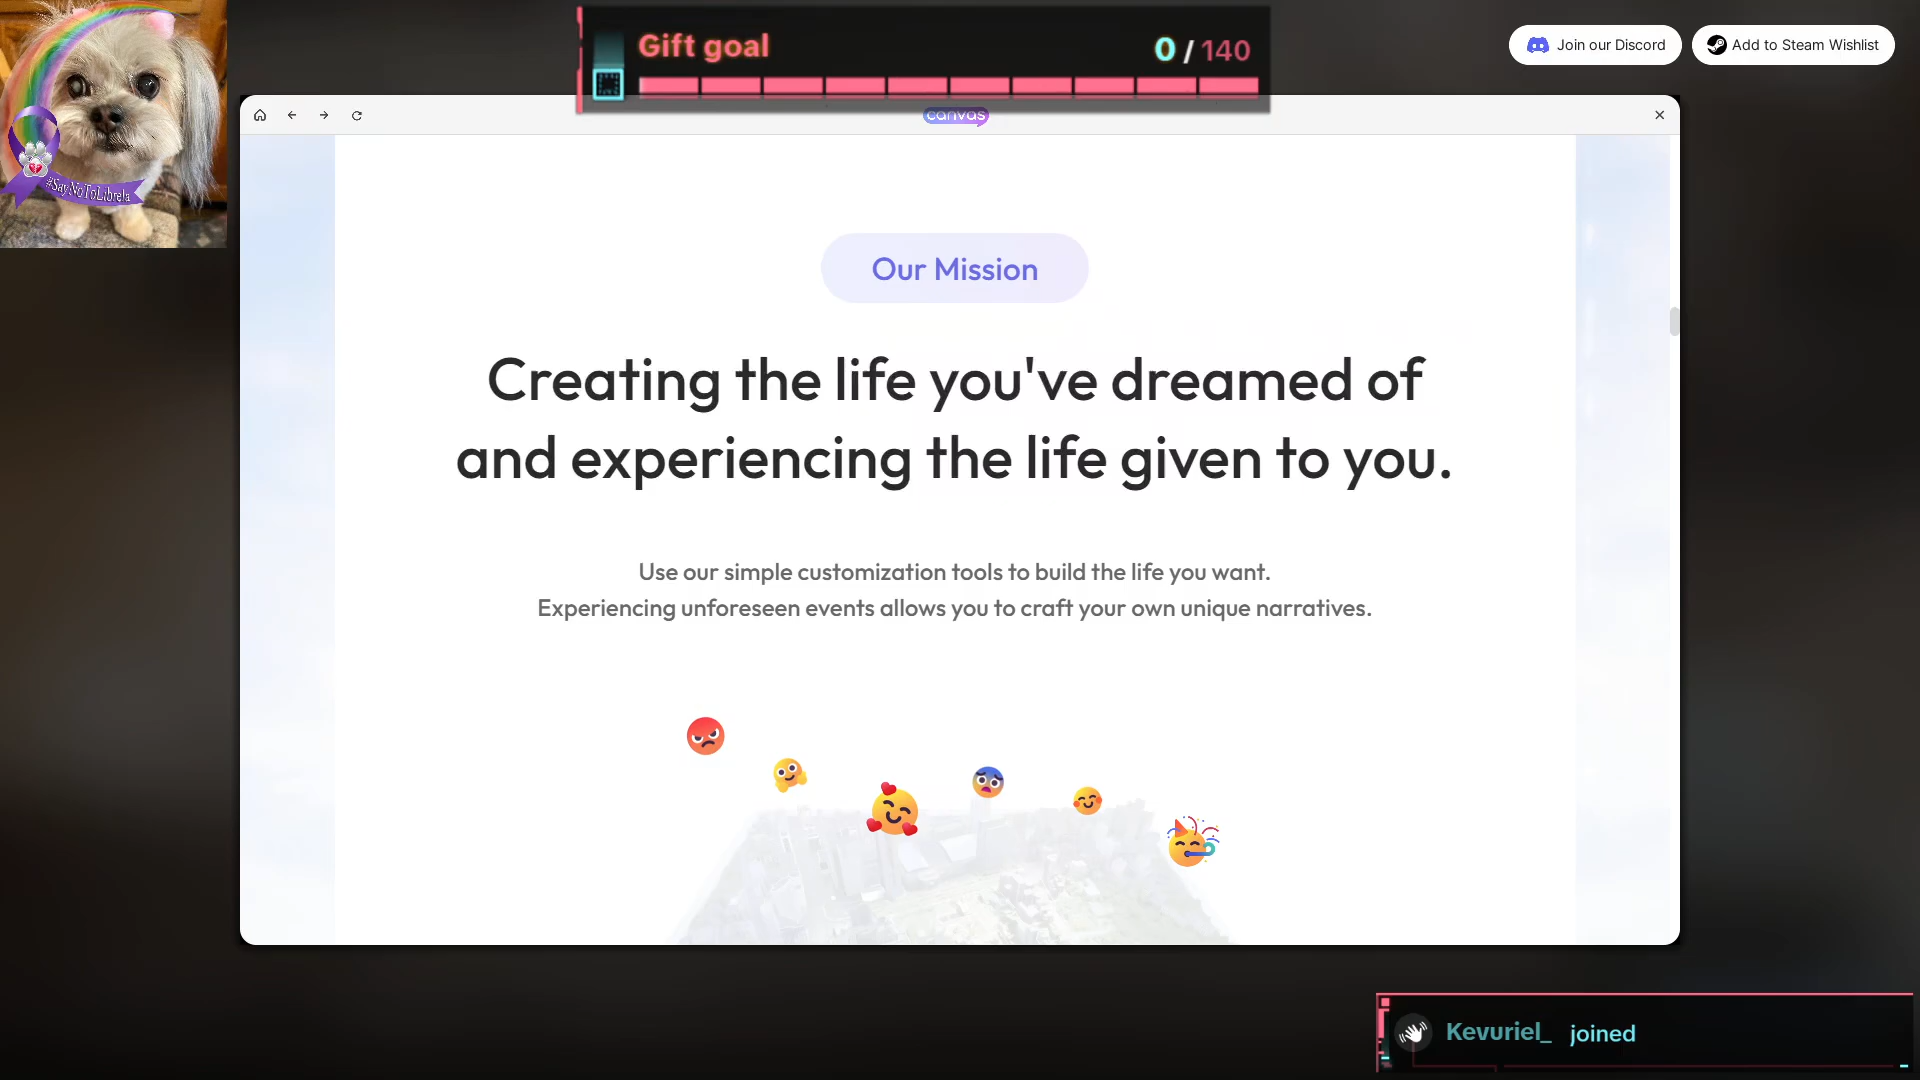 #SayNoToLibrela
Gift goal
0 / 140
Join our Discord
Add to Steam Wishlist
canvas
Our Mission
Creating the life you've dreamed of
and experiencing the life given to you.
Use our simple customization tools to build the life you want.
Experiencing unforeseen events allows you to craft your own unique narratives.
Kevuriel_ joined